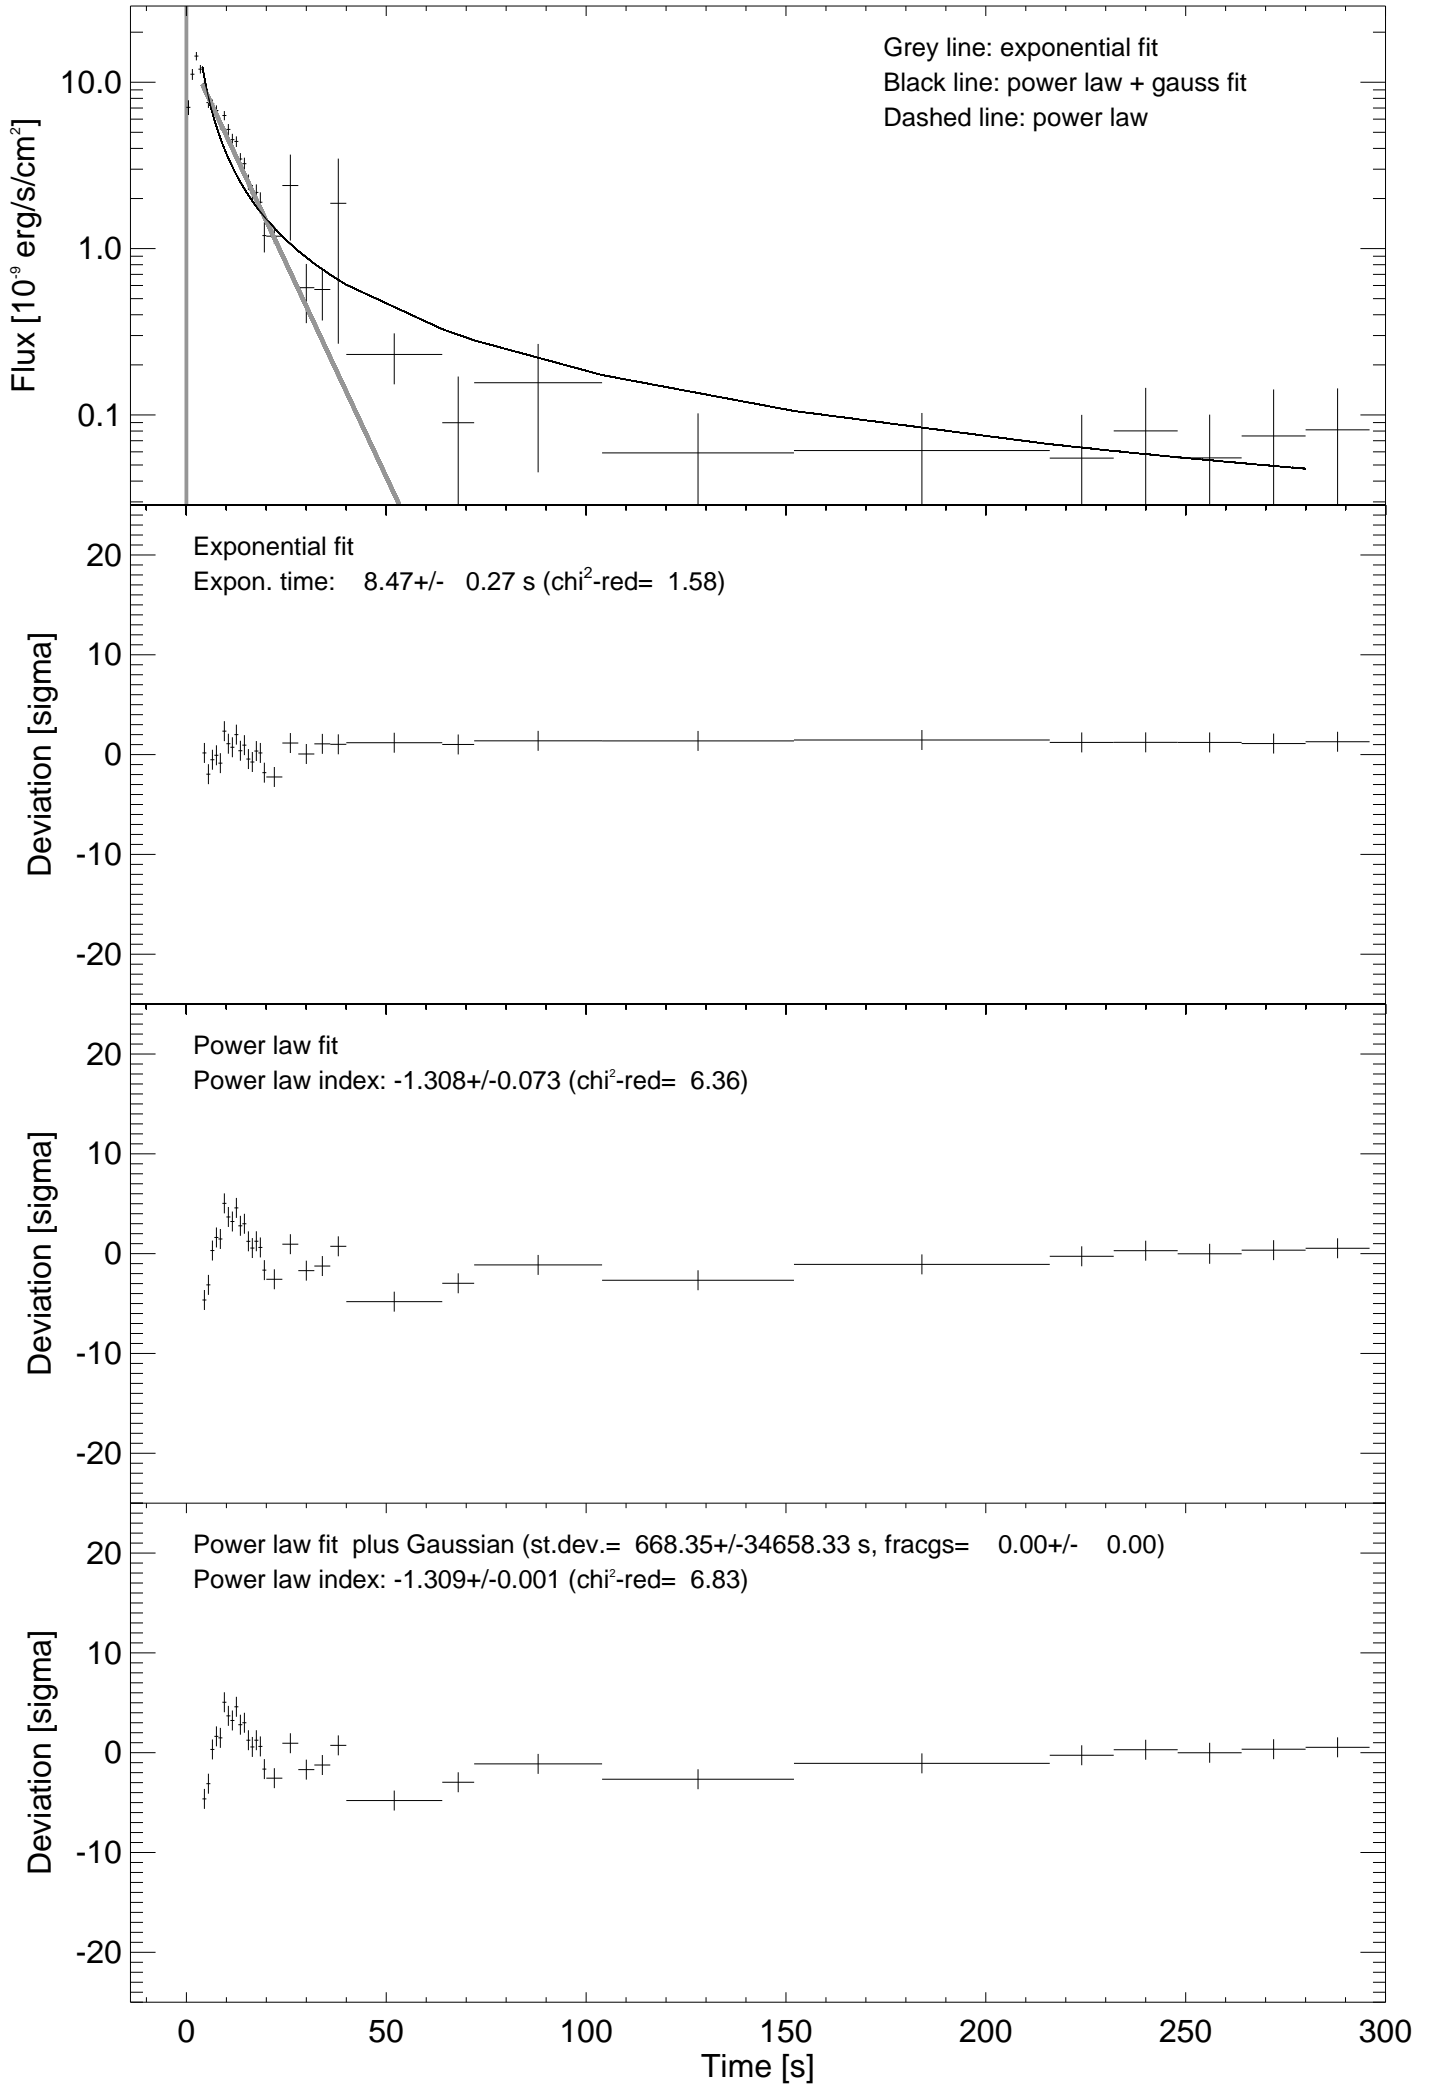 Grey line: exponential fit
Black line: power law + gauss fit
Dashed line: power law
10.0
1.0
0.1
Flux [10⁻⁹ erg/s/cm²]
Exponential fit
Expon. time: 8.47+/- 0.27 s (chi²-red= 1.58)
20
10
0
-10
-20
Deviation [sigma]
Power law fit
Power law index: -1.308+/-0.073 (chi²-red= 6.36)
20
10
0
-10
-20
Deviation [sigma]
Power law fit plus Gaussian (st.dev.= 668.35+/-34658.33 s, fracgs= 0.00+/- 0.00)
Power law index: -1.309+/-0.001 (chi²-red= 6.83)
20
10
0
-10
-20
Deviation [sigma]
0 50 100 150 200 250 300
Time [s]